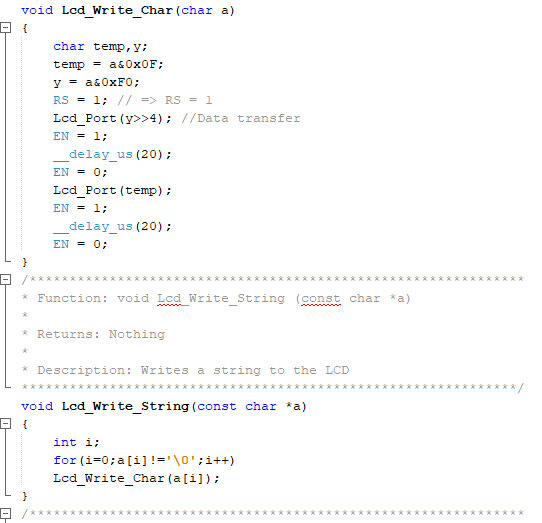 void Lcd_Write_Char(char a)
{
    char temp,y;
    temp = a&0x0F;
    y = a&0xF0;
    RS = 1; // => RS = 1
    Lcd_Port(y>>4); //Data transfer
    EN = 1;
    __delay_us(20);
    EN = 0;
    Lcd_Port(temp);
    EN = 1;
    __delay_us(20);
    EN = 0;
}
/**************************************************************
* Function: void Lcd_Write_String (const char *a)
*
* Returns: Nothing
*
* Description: Writes a string to the LCD
**************************************************************/
void Lcd_Write_String(const char *a)
{
    int i;
    for(i=0;a[i]!='\0';i++)
    Lcd_Write_Char(a[i]);
}
/**************************************************************